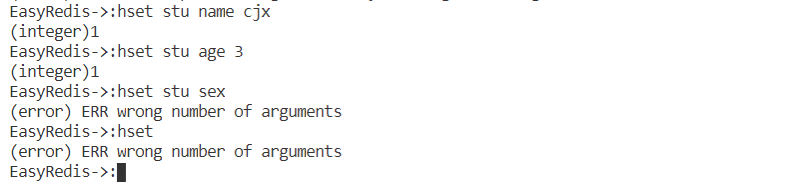 EasyRedis->:hset stu name cjx
(integer)1
EasyRedis->:hset stu age 3
(integer)1
EasyRedis->:hset stu sex
(error) ERR wrong number of arguments
EasyRedis->:hset
(error) ERR wrong number of arguments
EasyRedis->: